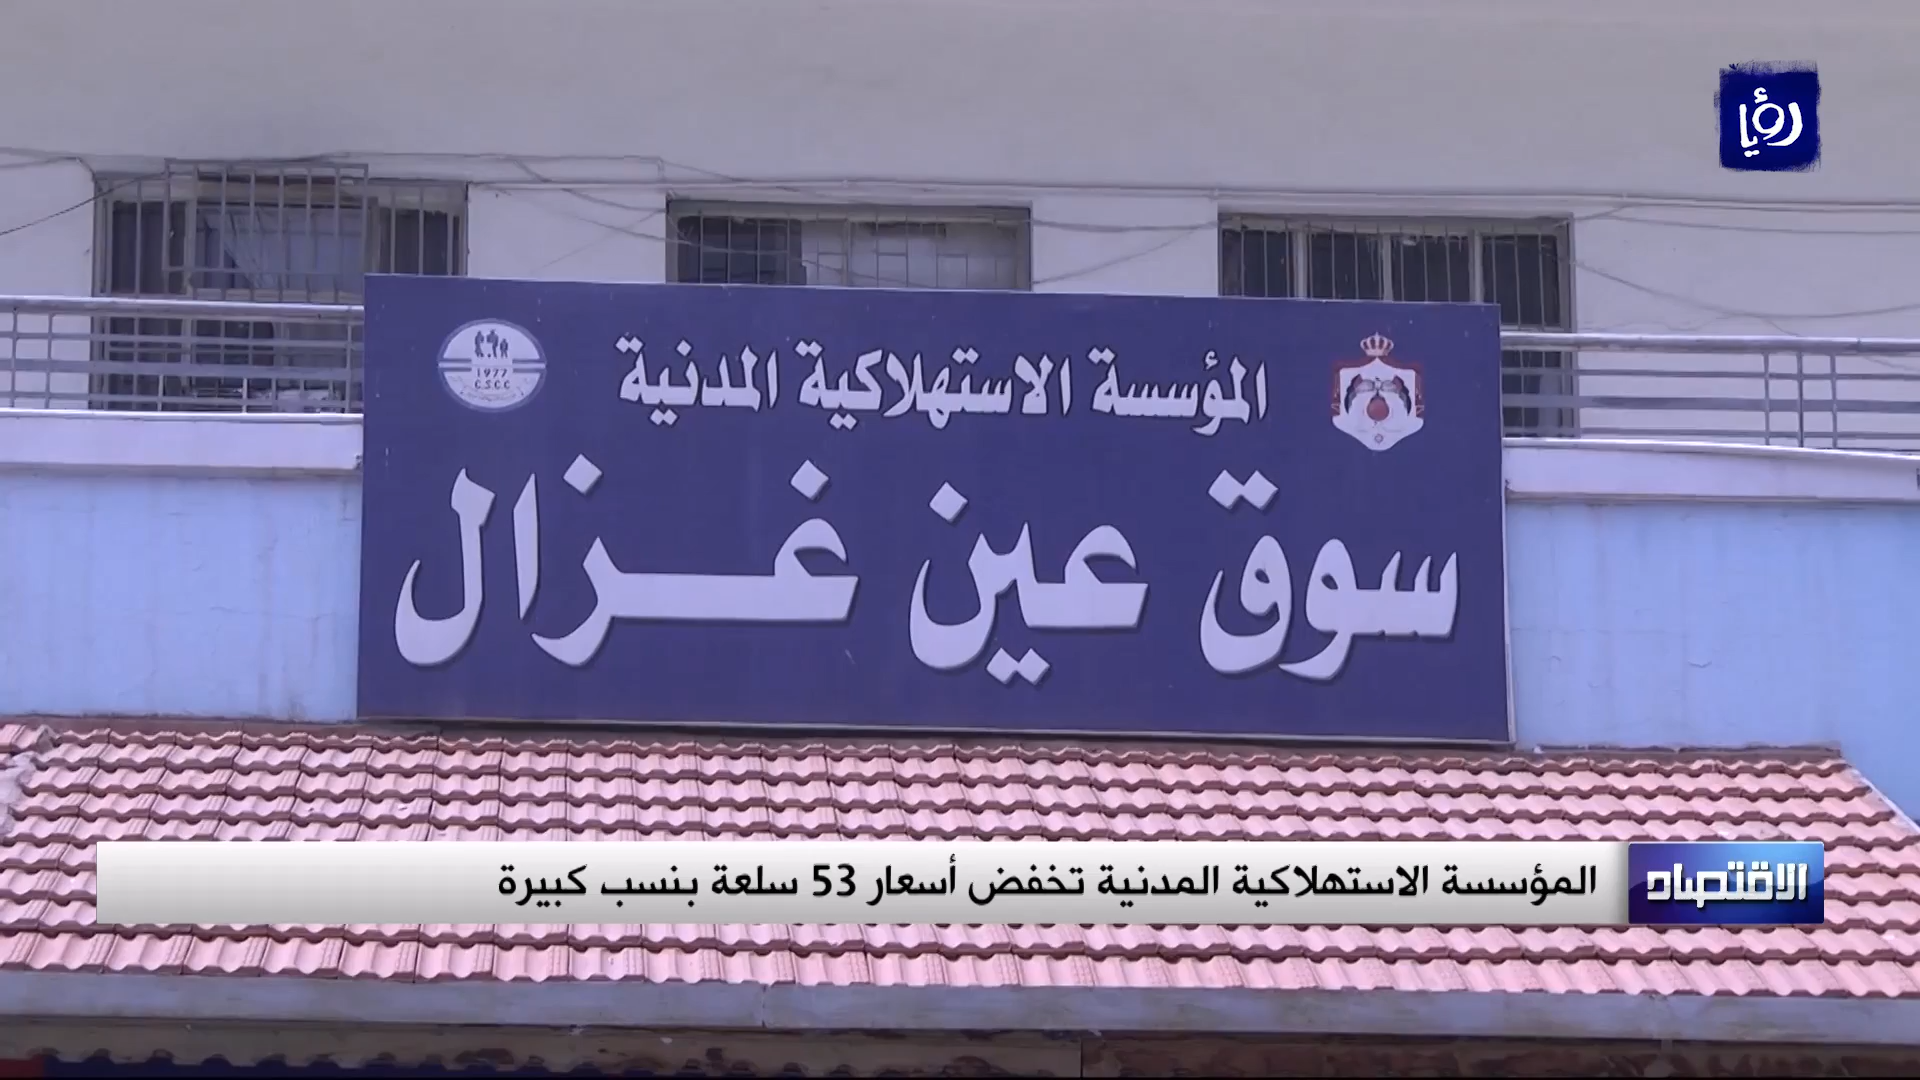 رؤيا
المؤسسة الاستهلاكية المدنية
1977
C.S.C.C
سوق عين غزال
الاقتصاد
المؤسسة الاستهلاكية المدنية تخفض أسعار 53 سلعة بنسب كبيرة